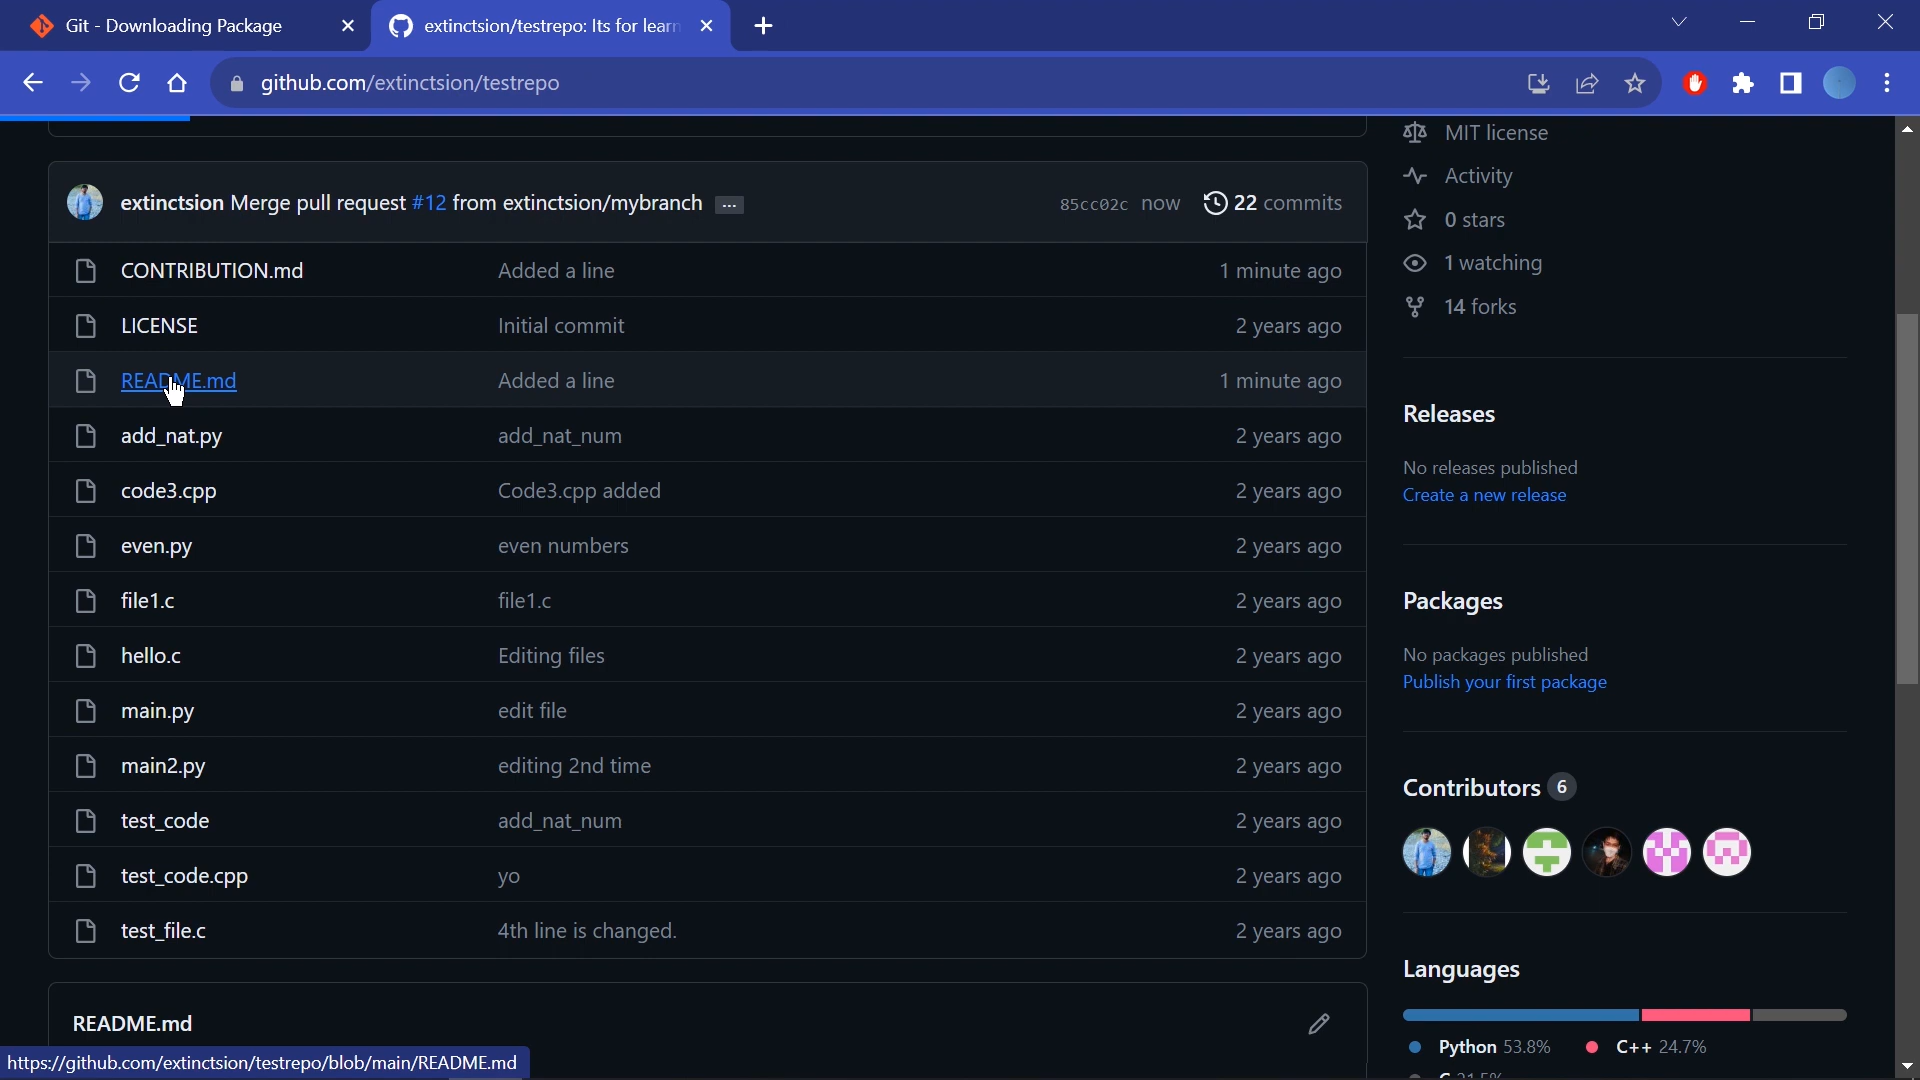 Git - Downloading Package
extinctsion/testrepo: Its for learn
github.com/extinctsion/testrepo
extinctsion Merge pull request #12 from extinctsion/mybranch ... 85cc02c now 22 commits
CONTRIBUTION.md Added a line 1 minute ago
LICENSE Initial commit 2 years ago
README.md Added a line 1 minute ago
add_nat.py add_nat_num 2 years ago
code3.cpp Code3.cpp added 2 years ago
even.py even numbers 2 years ago
file1.c file1.c 2 years ago
hello.c Editing files 2 years ago
main.py edit file 2 years ago
main2.py editing 2nd time 2 years ago
test_code add_nat_num 2 years ago
test_code.cpp yo 2 years ago
test_file.c 4th line is changed. 2 years ago
README.md
https://github.com/extinctsion/testrepo/blob/main/README.md
MIT license
Activity
0 stars
1 watching
14 forks
Releases
No releases published
Create a new release
Packages
No packages published
Publish your first package
Contributors 6
Languages
Python 53.8% C++ 24.7%
C 21.5%